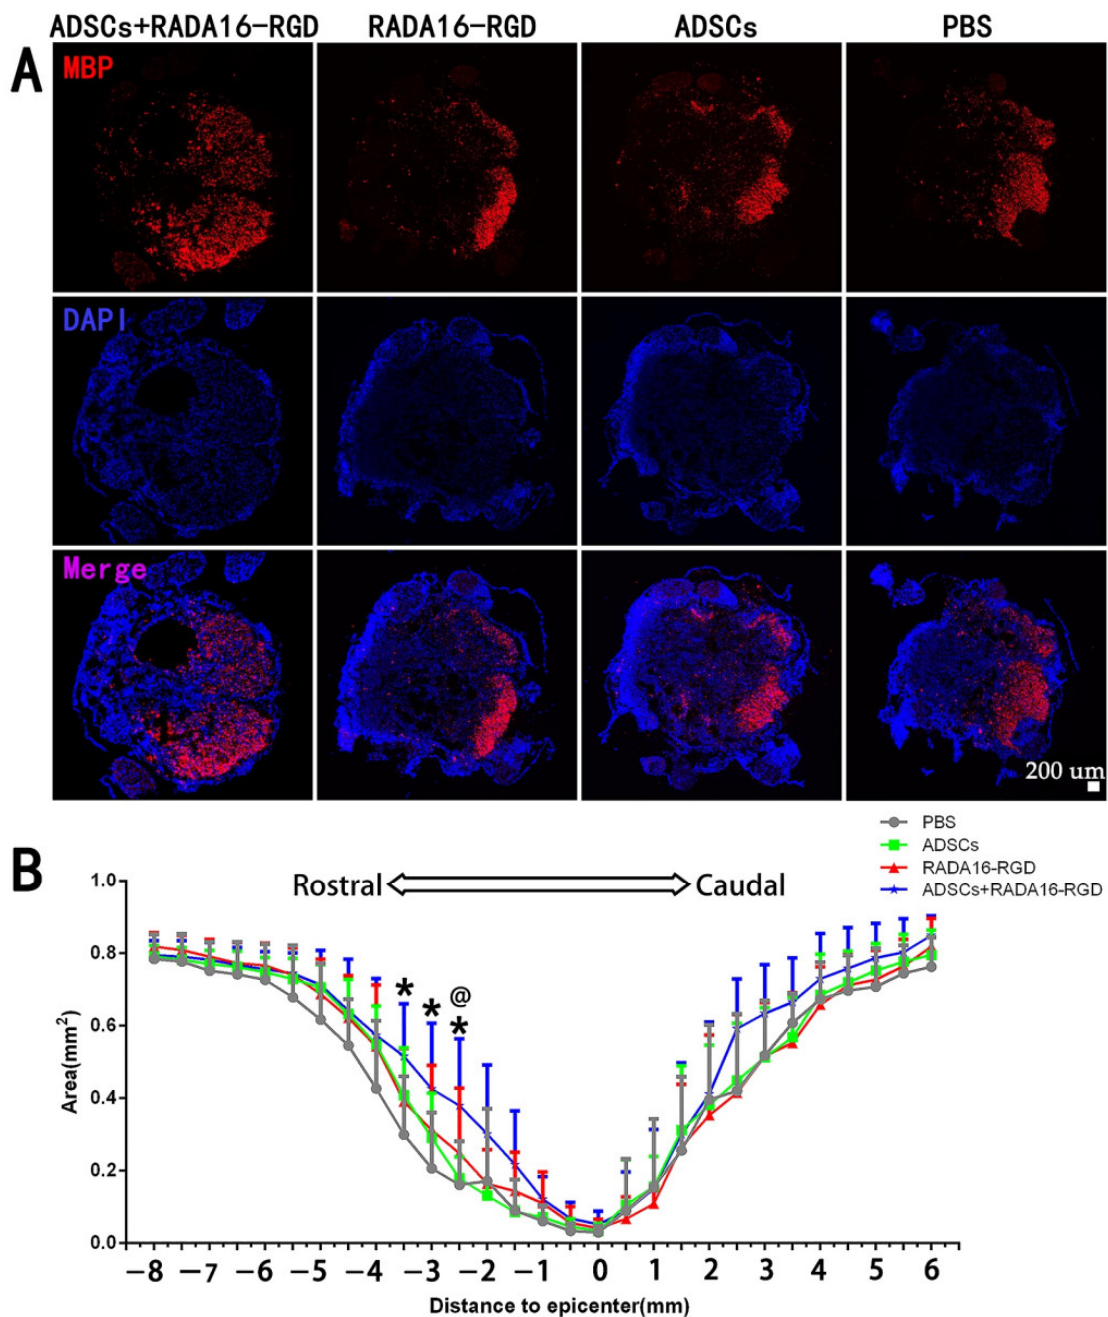 ADSCs+RADA16-RGD RADA16-RGD ADSCs PBS
A
MBP
DAPI
Merge
200 um
PBS
ADSCs
RADA16-RGD
ADSCs+RADA16-RGD
B
Rostral Caudal
1.0
0.8
0.6
0.4
0.2
0.0
Area(mm²)
* * @
*
−8 −7 −6 −5 −4 −3 −2 −1 0 1 2 3 4 5 6
Distance to epicenter(mm)